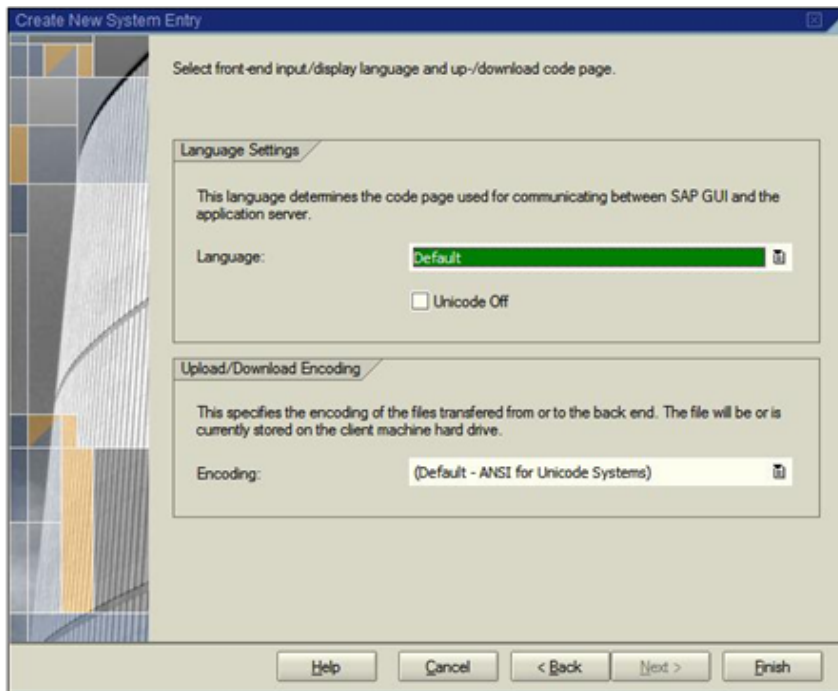 Create New System Entry
Select front-end input/display language and up-/download code page.
Language Settings
This language determines the code page used for communicating between SAP GUI and the
application server.
Language:
Default
Unicode Off
Upload/Download Encoding
This specifies the encoding of the files transfered from or to the back end. The file will be or is
currently stored on the client machine hard drive.
Encoding:
(Default - ANSI for Unicode Systems)
Help
Cancel
< Back
Next >
Finish